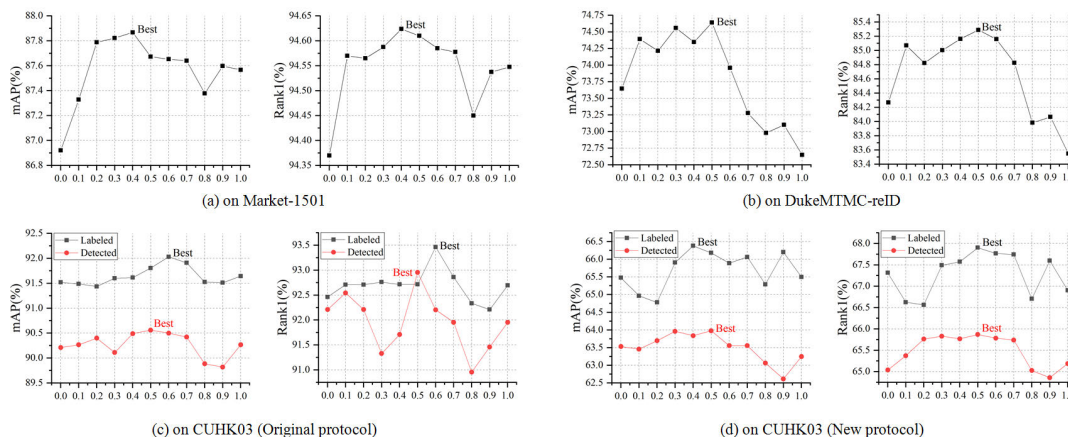 88.0
87.8
87.6
87.4
87.2
87.0
86.8
mAP(%)
Best
0.0 0.1 0.2 0.3 0.4 0.5 0.6 0.7 0.8 0.9 1.0
94.65
94.60
94.55
94.50
94.45
94.40
94.35
Rank1(%)
Best
0.0 0.1 0.2 0.3 0.4 0.5 0.6 0.7 0.8 0.9 1.0
(a) on Market-1501
74.75
74.50
74.25
74.00
73.75
73.50
73.25
73.00
72.75
72.50
mAP(%)
Best
0.0 0.1 0.2 0.3 0.4 0.5 0.6 0.7 0.8 0.9 1.0
85.4
85.2
85.0
84.8
84.6
84.4
84.2
84.0
83.8
83.6
83.4
Rank1(%)
Best
0.0 0.1 0.2 0.3 0.4 0.5 0.6 0.7 0.8 0.9 1.0
(b) on DukeMTMC-reID
92.5
92.0
91.5
91.0
90.5
90.0
89.5
mAP(%)
Labeled
Detected
Best
Best
0.0 0.1 0.2 0.3 0.4 0.5 0.6 0.7 0.8 0.9 1.0
93.5
93.0
92.5
92.0
91.5
91.0
Rank1(%)
Labeled
Detected
Best
Best
0.0 0.1 0.2 0.3 0.4 0.5 0.6 0.7 0.8 0.9 1.0
(c) on CUHK03 (Original protocol)
66.5
66.0
65.5
65.0
64.5
64.0
63.5
63.0
62.5
mAP(%)
Labeled
Detected
Best
Best
0.0 0.1 0.2 0.3 0.4 0.5 0.6 0.7 0.8 0.9 1.0
68.0
67.5
67.0
66.5
66.0
65.5
65.0
Rank1(%)
Labeled
Detected
Best
Best
0.0 0.1 0.2 0.3 0.4 0.5 0.6 0.7 0.8 0.9 1.0
(d) on CUHK03 (New protocol)